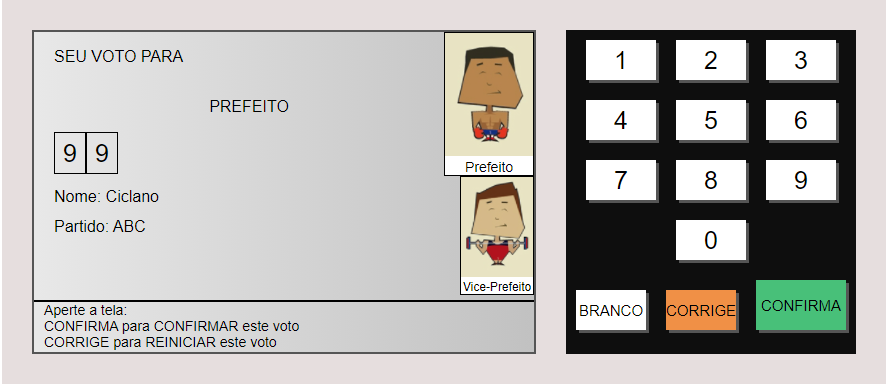 SEU VOTO PARA
PREFEITO
9 9
Nome: Ciclano
Partido: ABC
Prefeito
Vice-Prefeito
Aperte a tela:
CONFIRMA para CONFIRMAR este voto
CORRIGE para REINICIAR este voto
1 2 3
4 5 6
7 8 9
0
BRANCO CORRIGE CONFIRMA